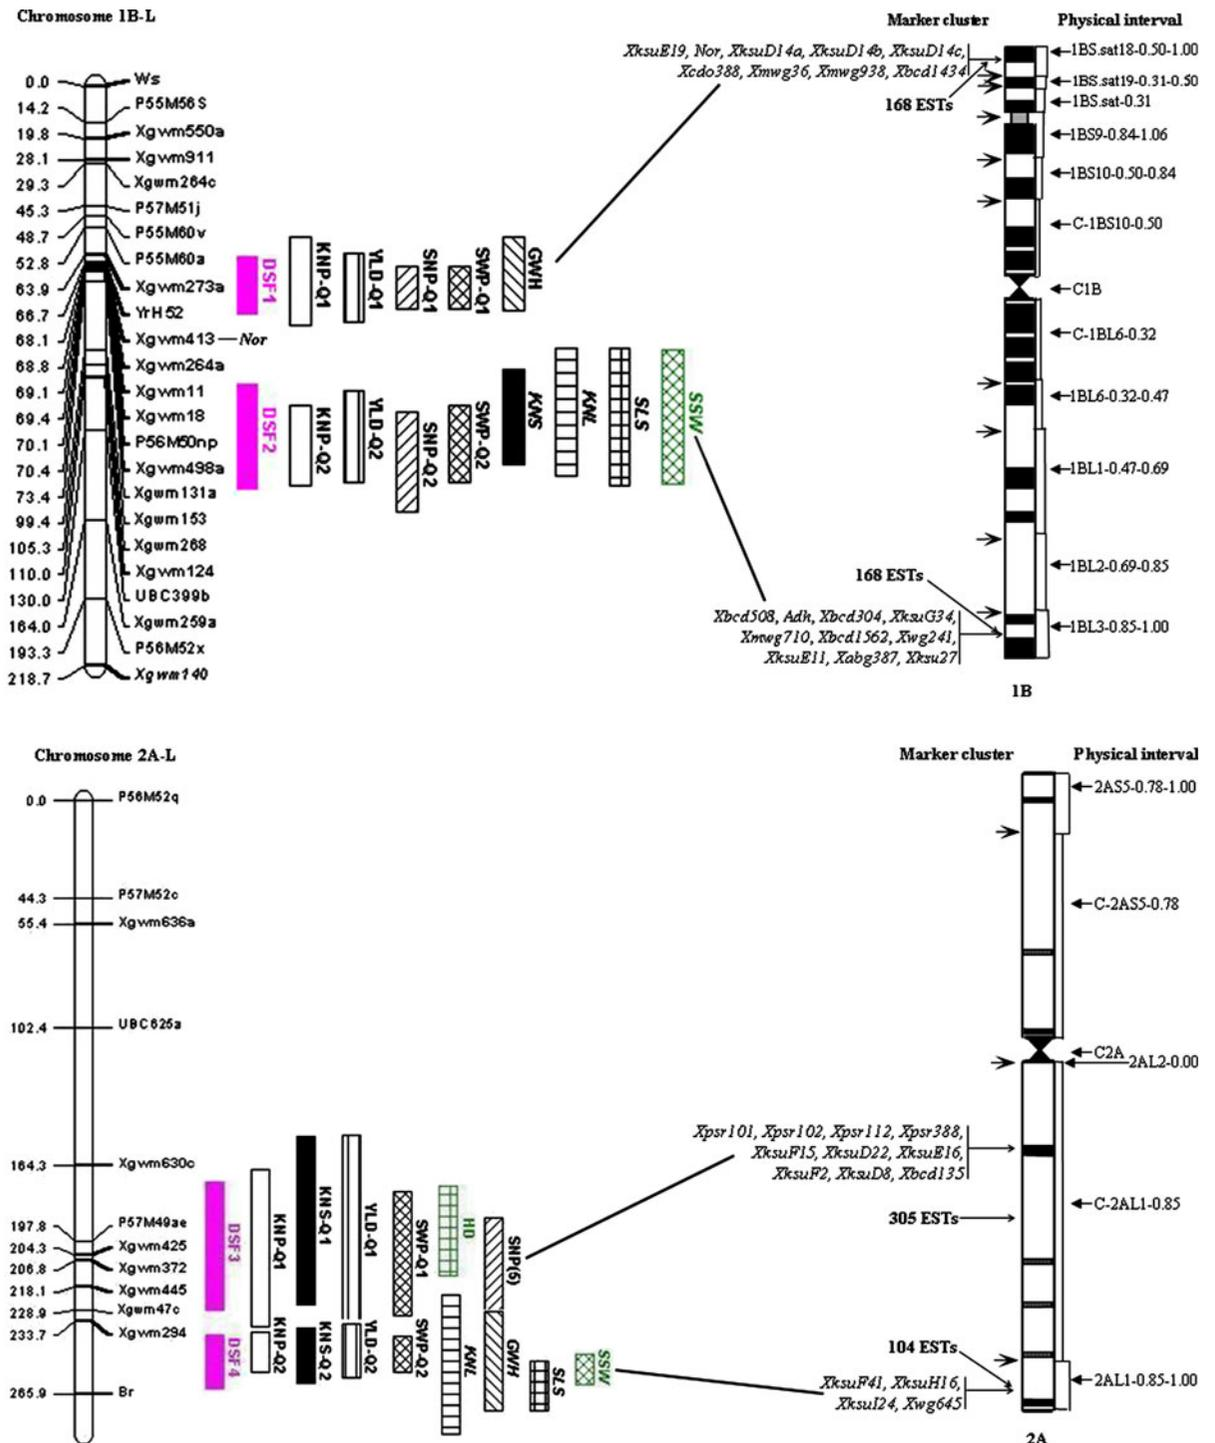 Chromosome 1B-L
Marker cluster
Physical interval
0.0 Ws
14.2 P55M56S
19.8 Xgwm550a
28.1 Xgwm911
29.3 Xgwm264c
45.3 P57M51j
48.7 P55M60v
52.8 P55M60a
63.9 Xgwm273a
66.7 YrH52
68.1 Xgwm413 — Nor
68.8 Xgwm264a
69.1 Xgwm11
69.4 Xgwm18
70.1 P56M50np
70.4 Xgwm498a
73.4 Xgwm131a
99.4 Xgwm153
105.3 Xgwm268
110.0 Xgwm124
130.0 UBC399b
164.0 Xgwm259a
193.3 P56M52x
218.7 Xgwm140
DSF1
KNP-Q1
YLD-Q1
SNP-Q1
SWP-Q1
GWH
DSF2
KNP-Q2
YLD-Q2
SNP-Q2
SWP-Q2
KNS
KNL
SLS
SSW
XksuE19, Nor, XksuD14a, XksuD14b, XksuD14c,
Xcdo388, Xmwg36, Xmwg938, Xbcd1434
168 ESTs
168 ESTs
Xbcd508, Adh, Xbcd304, XksuG34,
Xmwg710, Xbcd1562, Xwg241,
XksuE11, Xabg387, Xksu27
1BS.sat18-0.50-1.00
1BS.sat19-0.31-0.50
1BS.sat-0.31
1BS9-0.84-1.06
1BS10-0.50-0.84
C-1BS10-0.50
C1B
C-1BL6-0.32
1BL6-0.32-0.47
1BL1-0.47-0.69
1BL2-0.69-0.85
1BL3-0.85-1.00
1B
Chromosome 2A-L
Marker cluster
Physical interval
0.0 P56M52q
44.3 P57M52c
55.4 Xgwm636a
102.4 UBC625a
164.3 Xgwm630c
197.8 P57M49ae
204.3 Xgwm425
206.8 Xgwm372
218.1 Xgwm445
228.9 Xgwm47c
233.7 Xgwm294
265.9 Br
DSF3
KNP-Q1
KNS-Q1
YLD-Q1
SWP-Q1
HD
SNP(5)
DSF4
KNP-Q2
KNS-Q2
YLD-Q2
SWP-Q2
KNL
GWH
SLS
SSW
Xpsr101, Xpsr102, Xpsr112, Xpsr388,
XksuF15, XksuD22, XksuE16,
XksuF2, XksuD8, Xbcd135
305 ESTs
104 ESTs
XksuF41, XksuH16,
XksuI24, Xwg645
2AS5-0.78-1.00
C-2AS5-0.78
C2A
2AL2-0.00
C-2AL1-0.85
2AL1-0.85-1.00
2A